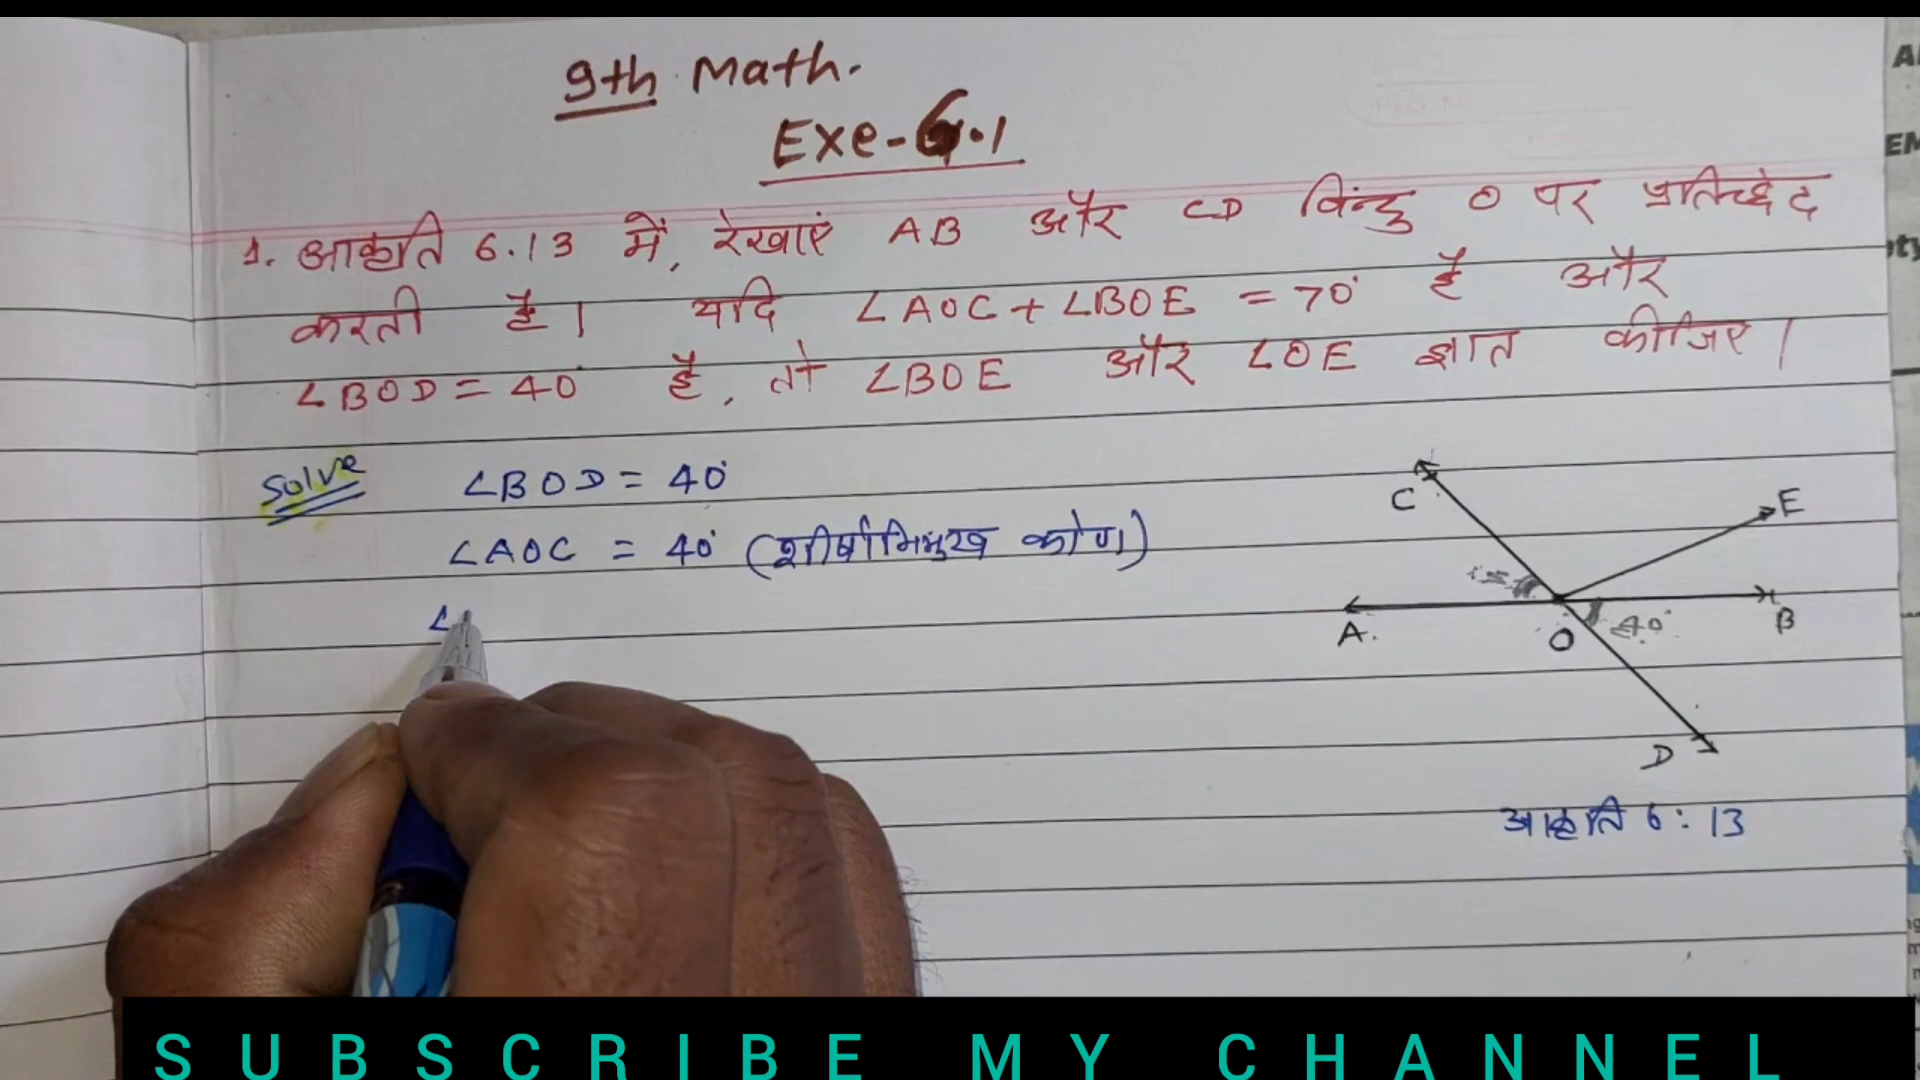 9th Math.
Exe-6.1
1. आकृति 6.13 में, रेखाएं AB और CD विन्दु O पर प्रतिच्छेद
करती है। यदि ∠AOC + ∠BOE = 70° है और
∠BOD = 40° है, तो ∠BOE और ∠OE ज्ञात कीजिए।
Solve
∠BOD = 40°
∠AOC = 40° (शीर्षाभिमुख कोण)
∠
C
E
A.
O
40°
B
D
आकृति 6:13
SUBSCRIBE MY CHANNEL